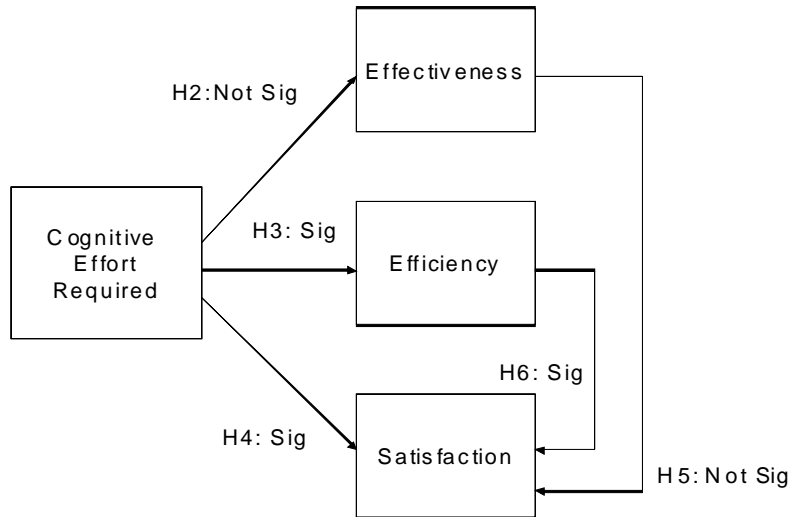 Effectiveness
H2:Not Sig
H3: Sig
Cognitive
Effort
Required
Efficiency
H6: Sig
H4: Sig
Satisfaction
H5:Not Sig